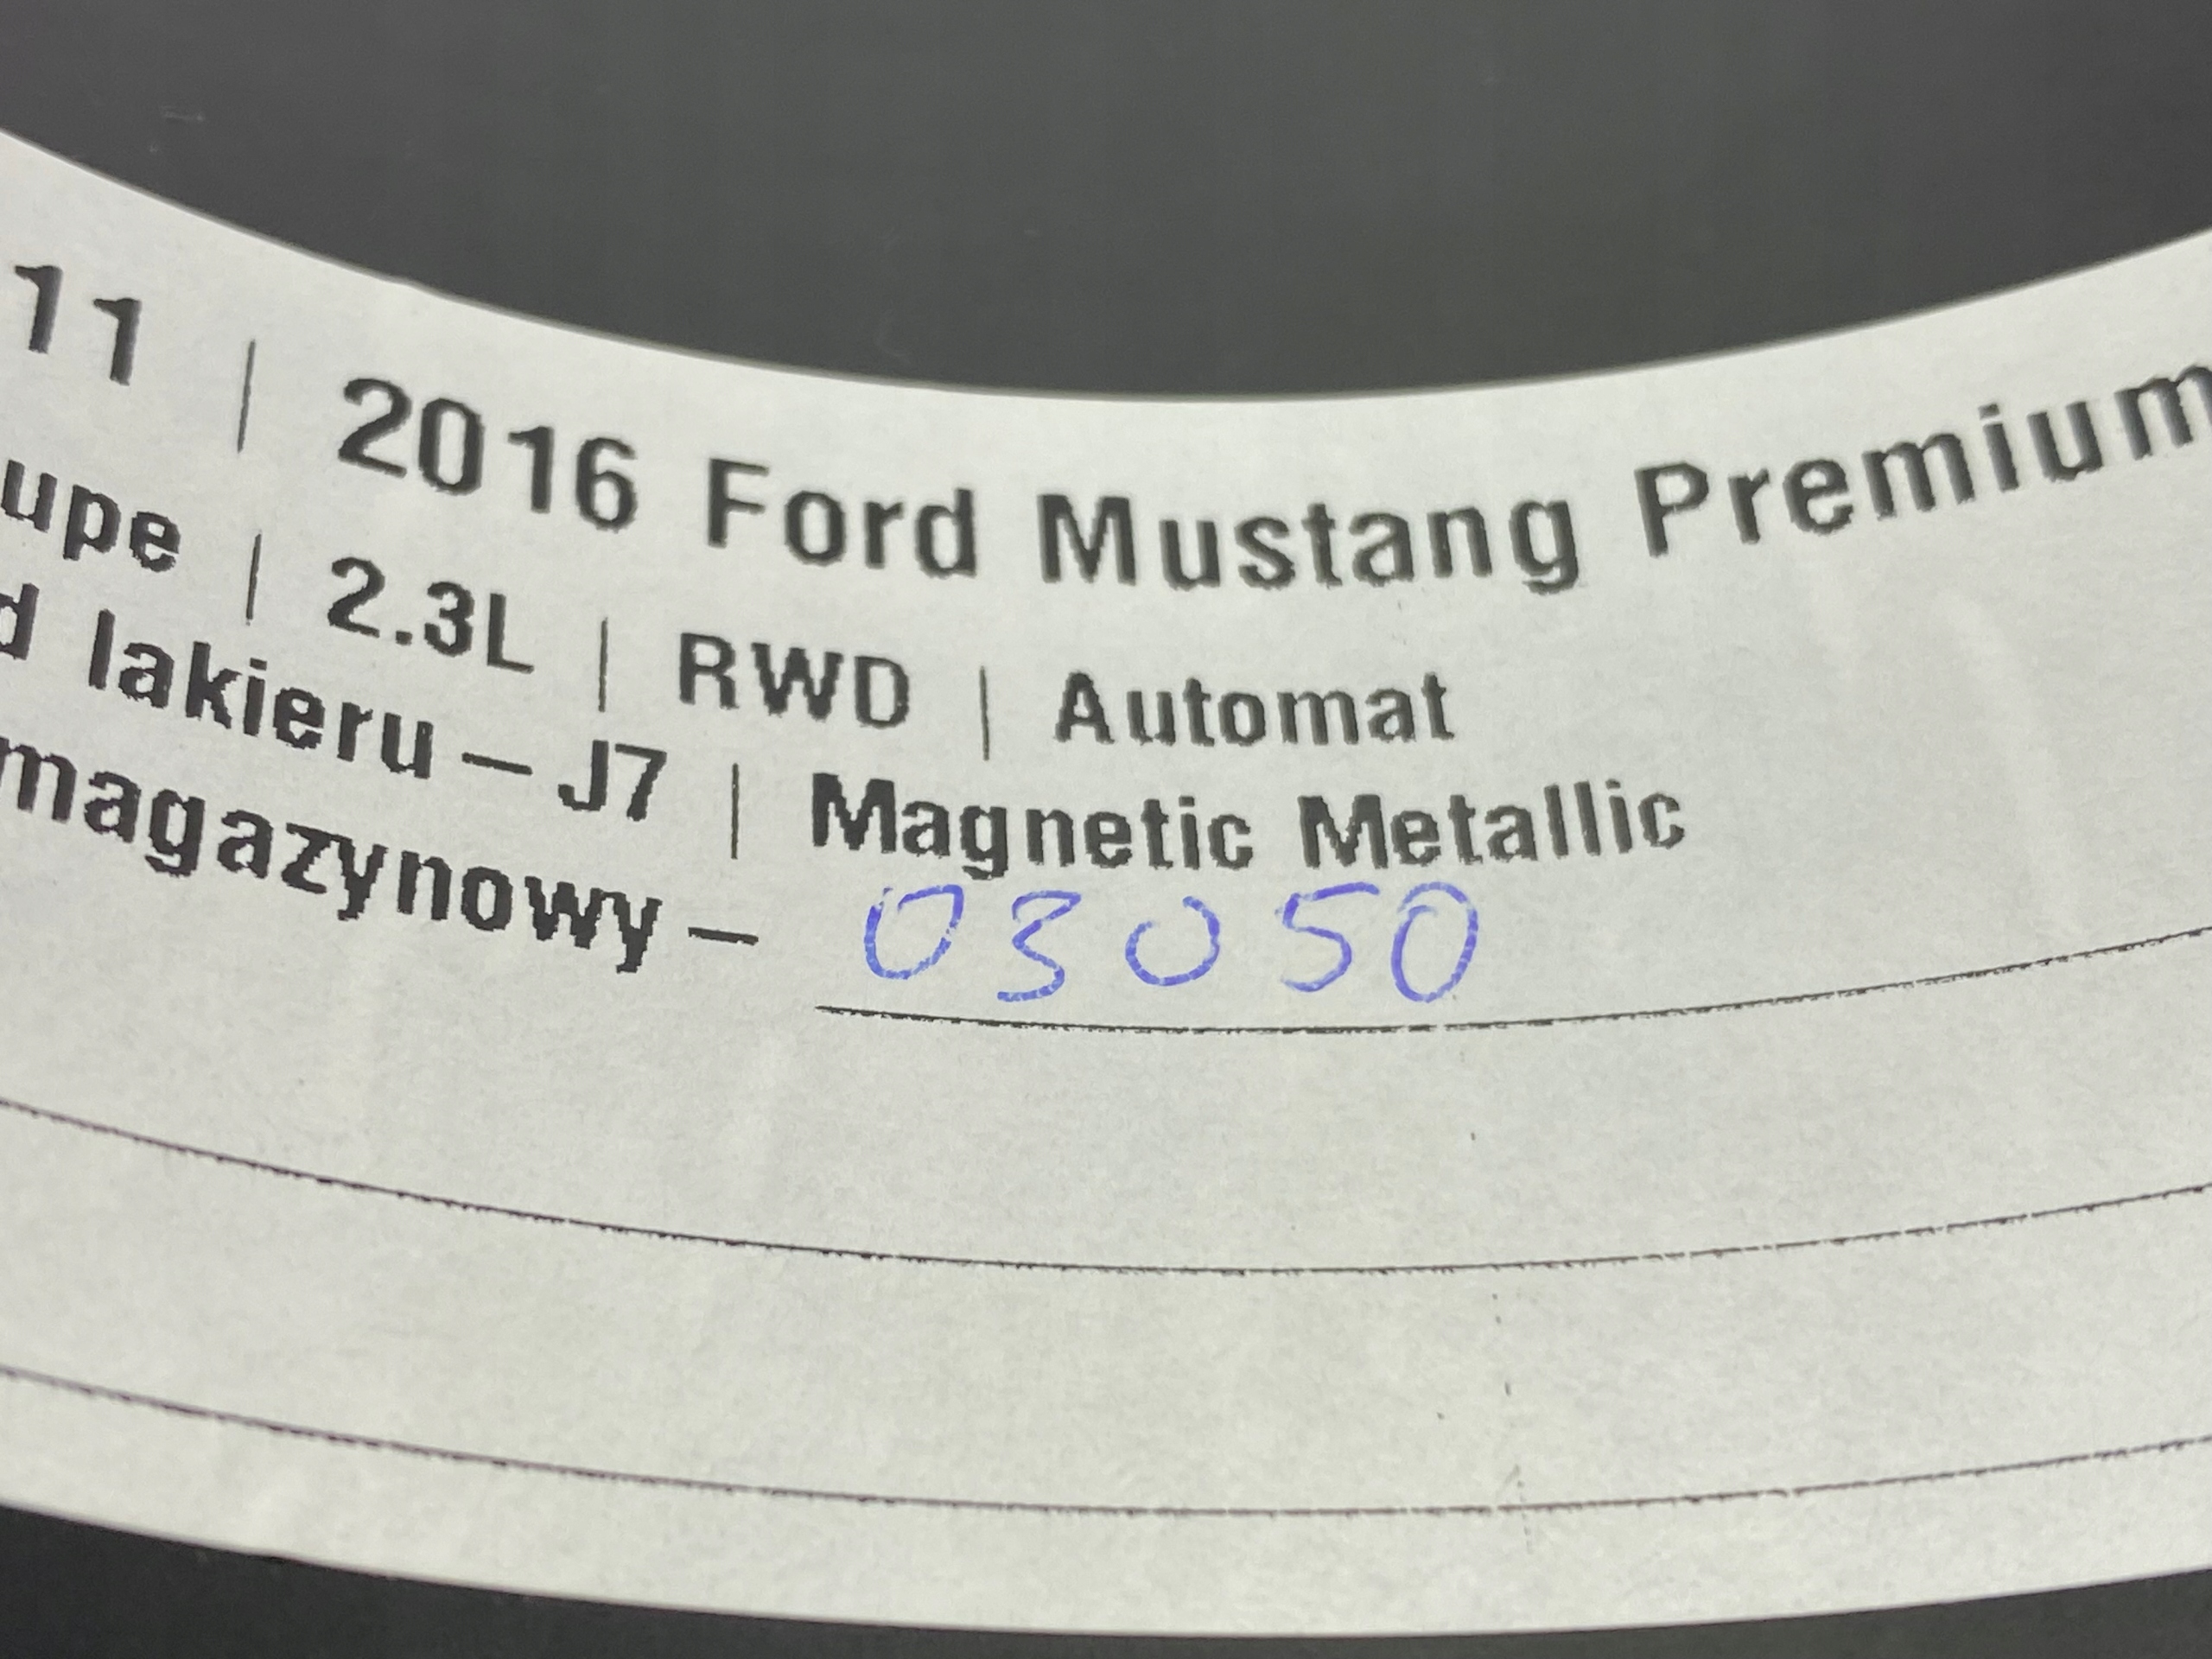 11 | 2016 Ford Mustang Premium
upe | 2.3L | RWD | Automat
d lakieru – J7 | Magnetic Metallic
magazynowy – 03050